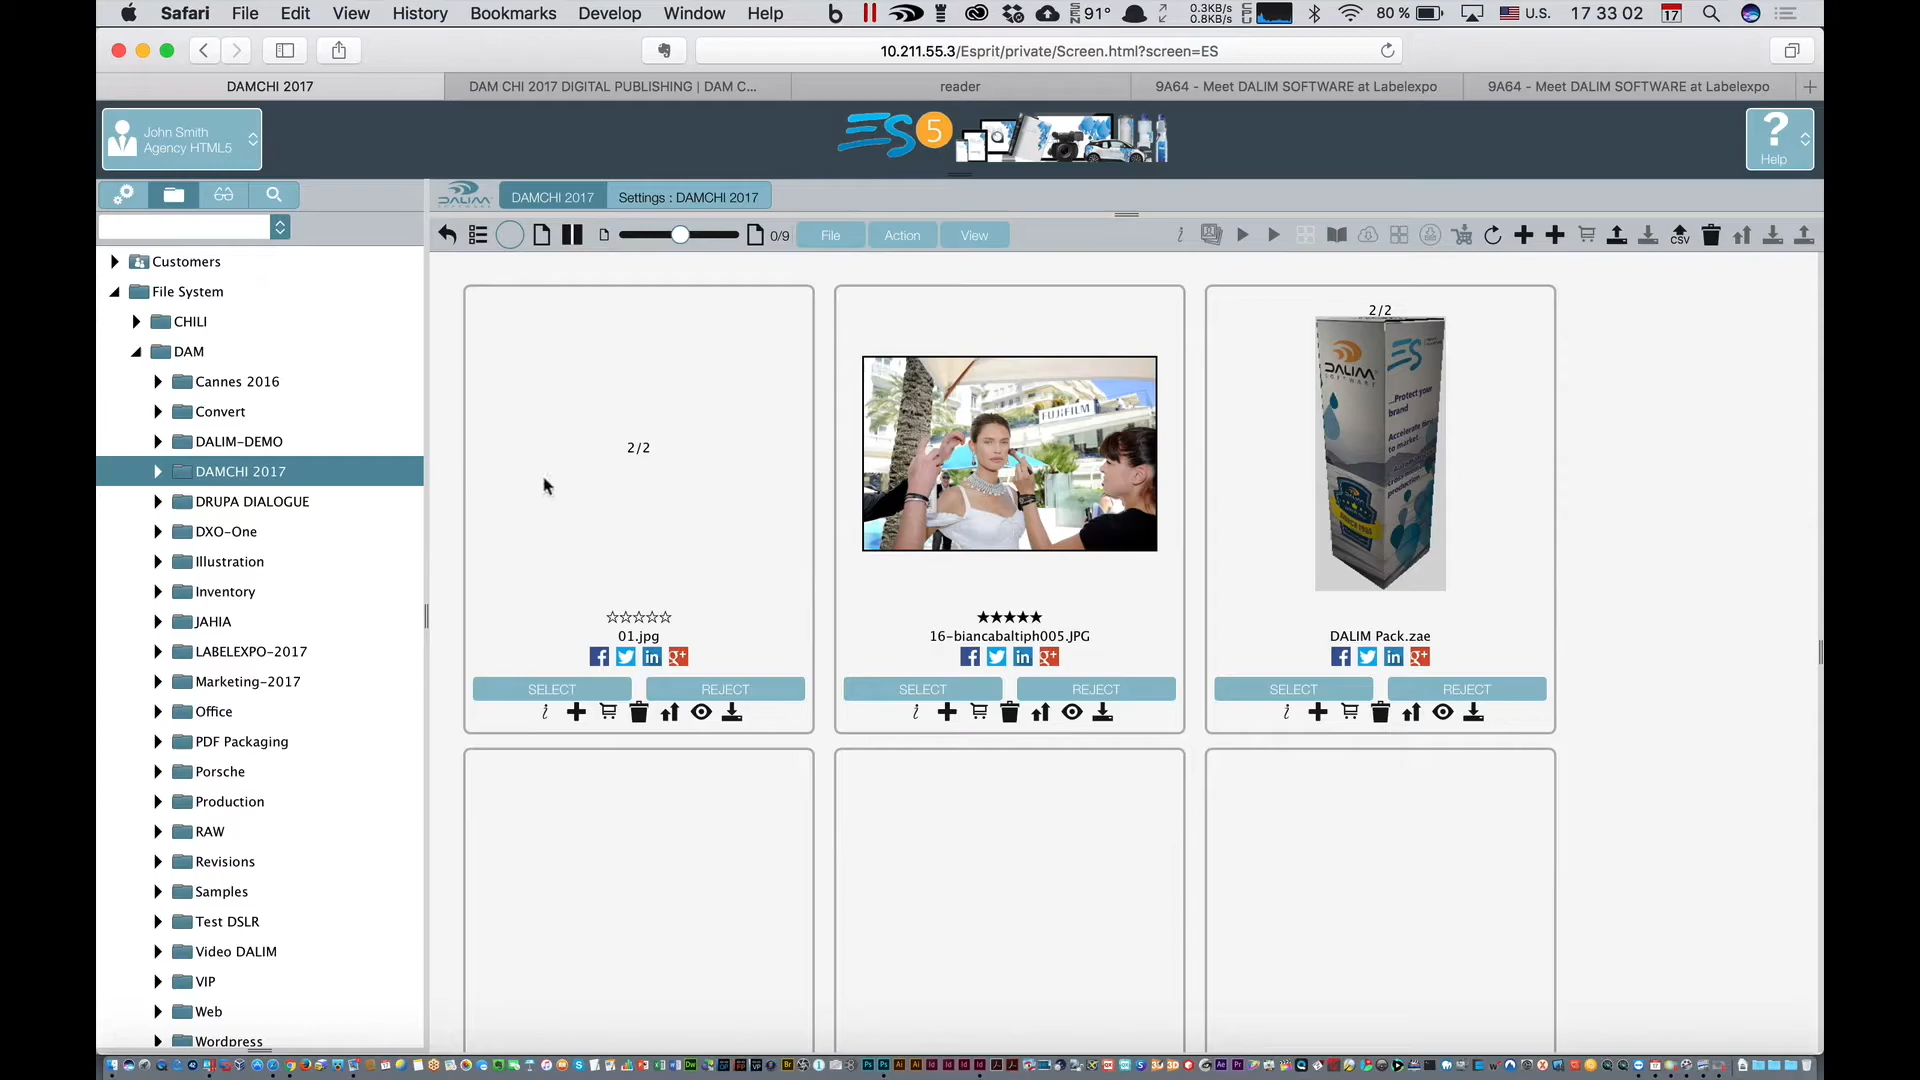 Safari File Edit View History Bookmarks Develop Window Help
91° 0.3KB/s 0.8KB/s 80 % U.S. 17 33 02 17
10.211.55.3/Esprit/private/Screen.html?screen=ES
DAMCHI 2017
DAM CHI 2017 DIGITAL PUBLISHING | DAM C...
reader
9A64 - Meet DALIM SOFTWARE at Labelexpo
9A64 - Meet DALIM SOFTWARE at Labelexpo
John Smith
Agency HTML5
ES 5
?
Help
DALIM
DAMCHI 2017
Settings : DAMCHI 2017
0/9
File
Action
View
CSV
Customers
File System
CHILI
DAM
Cannes 2016
Convert
DALIM-DEMO
DAMCHI 2017
DRUPA DIALOGUE
DXO-One
Illustration
Inventory
JAHIA
LABELEXPO-2017
Marketing-2017
Office
PDF Packaging
Porsche
Production
RAW
Revisions
Samples
Test DSLR
Video DALIM
VIP
Web
Wordpress
2/2
01.jpg
SELECT REJECT
FUJIFILM
16-biancabaltiph005.JPG
SELECT REJECT
2/2
DALIM
SOFTWARE
ES
...Protect your
brand
DALIM Pack.zae
SELECT REJECT